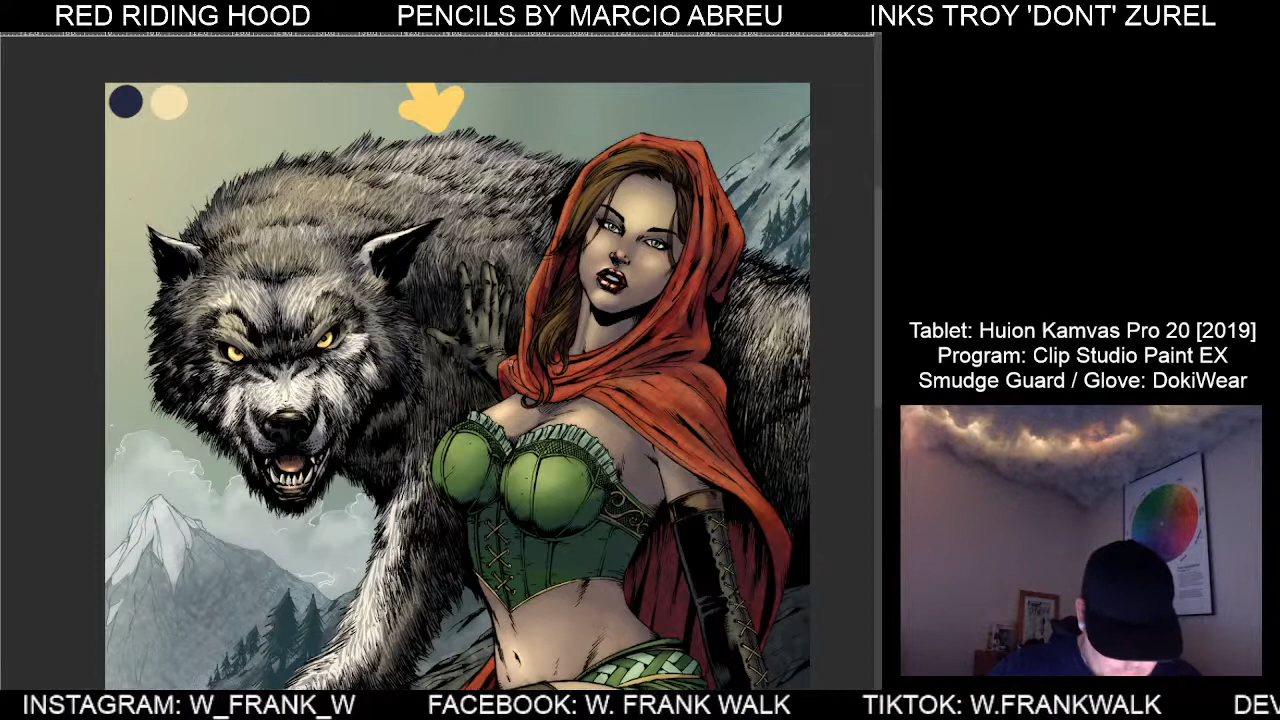 RED RIDING HOOD PENCILS BY MARCIO ABREU INKS TROY 'DONT' ZUREL
Tablet: Huion Kamvas Pro 20 [2019]
Program: Clip Studio Paint EX
Smudge Guard / Glove: DokiWear
INSTAGRAM: W_FRANK_W FACEBOOK: W. FRANK WALK TIKTOK: W.FRANKWALK DEV